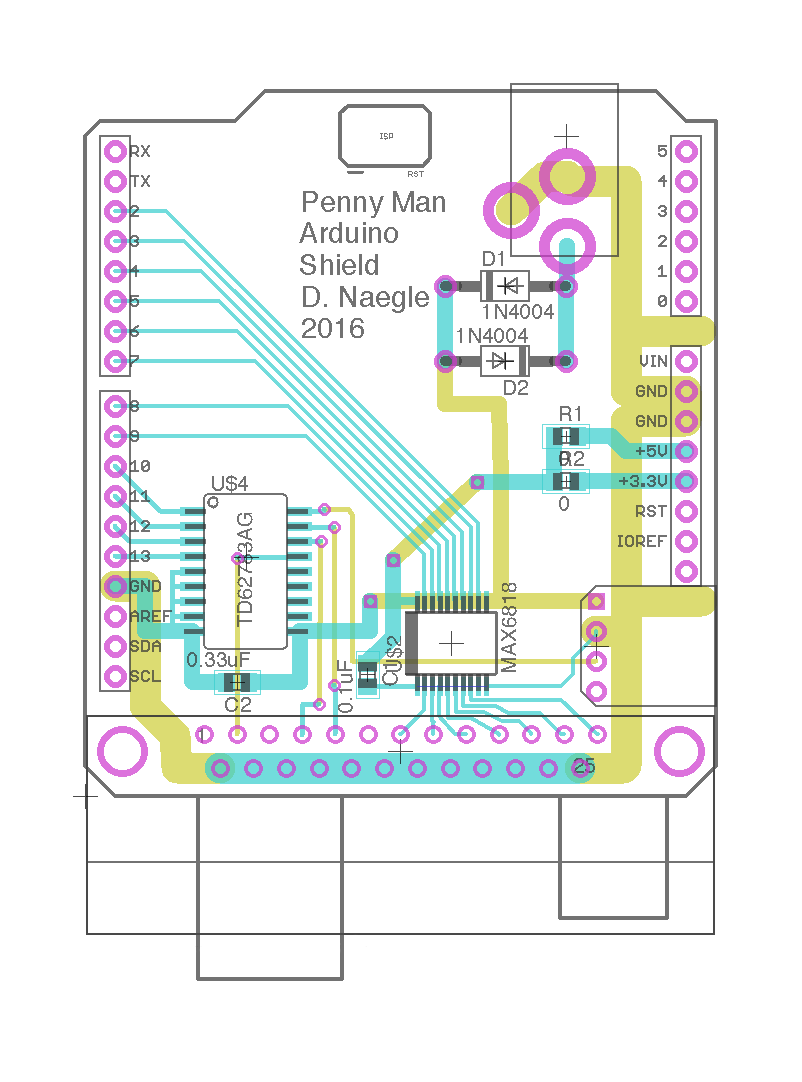 ISP
RST
Penny Man
Arduino
Shield
D. Naegle
2016
RX
TX
2
3
4
5
6
7
8
9
10
11
12
13
GND
AREF
SDA
SCL
5
4
3
2
1
0
VIN
GND
GND
+5V
+3.3V
RST
IOREF
D1
1N4004
1N4004
D2
R1
0
R2
0
U$4
TD62783AG
0.33uF
C2
0.1uF
C1
U$2
MAX6818
1
25